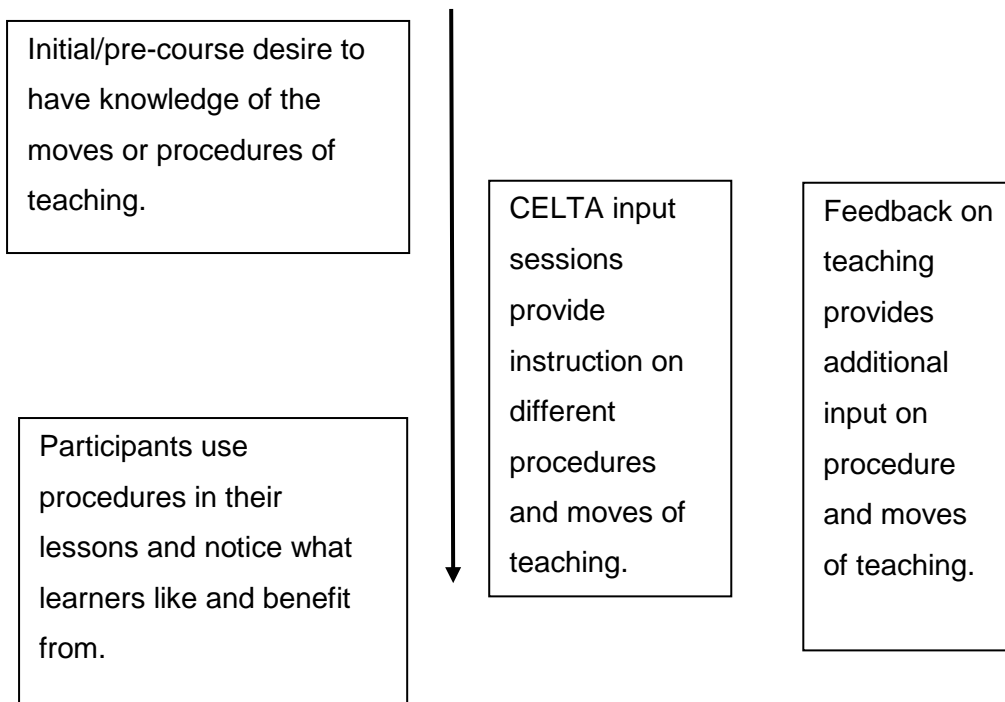 Initial/pre-course desire to
have knowledge of the
moves or procedures of
teaching.
CELTA input
sessions
provide
instruction on
different
procedures
and moves of
teaching.
Feedback on
teaching
provides
additional
input on
procedure
and moves
of teaching.
Participants use
procedures in their
lessons and notice what
learners like and benefit
from.